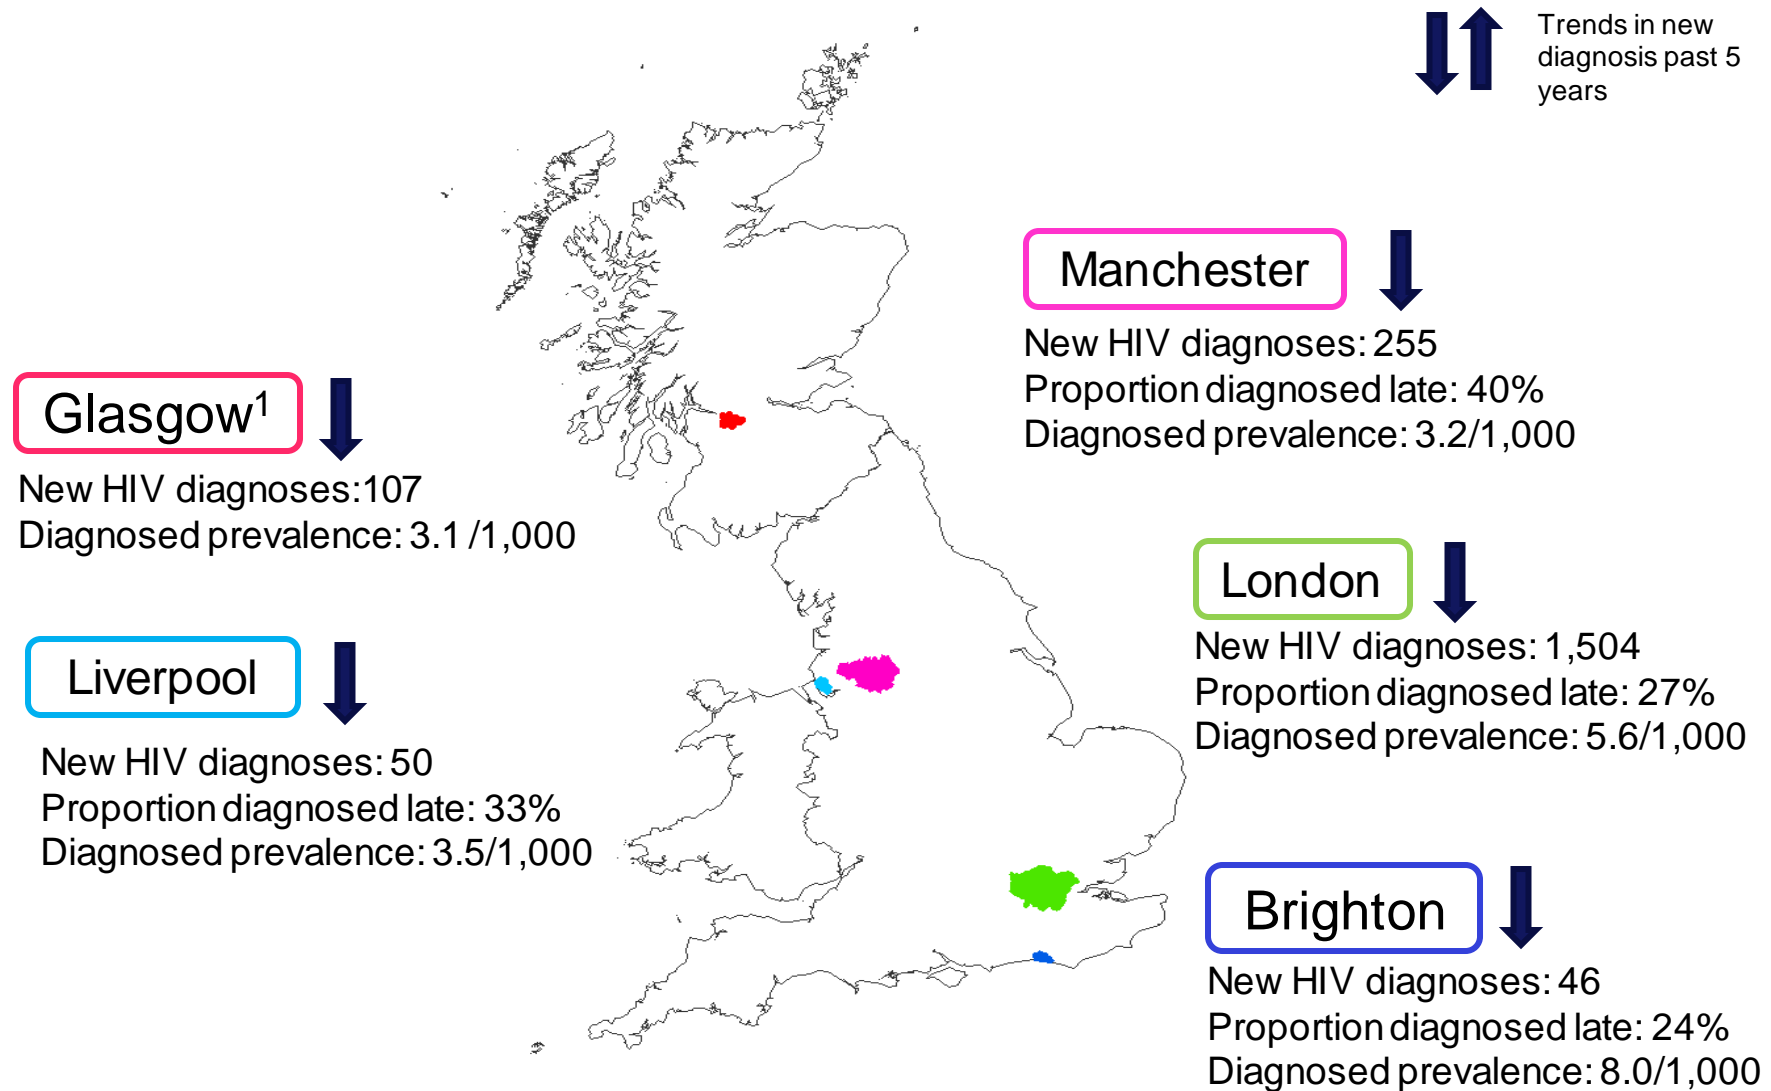 Trends in new
diagnosis past 5
years
Manchester
New HIV diagnoses: 255
Proportion diagnosed late: 40%
Diagnosed prevalence: 3.2/1,000
Glasgow¹
New HIV diagnoses:107
Diagnosed prevalence: 3.1 /1,000
London
New HIV diagnoses: 1,504
Proportion diagnosed late: 27%
Diagnosed prevalence: 5.6/1,000
Liverpool
New HIV diagnoses: 50
Proportion diagnosed late: 33%
Diagnosed prevalence: 3.5/1,000
Brighton
New HIV diagnoses: 46
Proportion diagnosed late: 24%
Diagnosed prevalence: 8.0/1,000